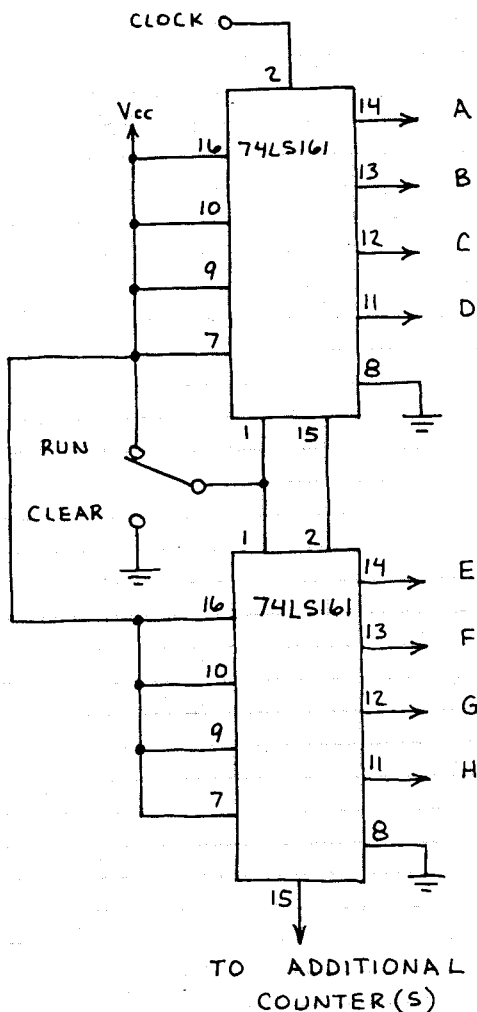 CLOCK
2
Vcc
16 74LS161 14 A
10 13 B
9 12 C
7 11 D
8
1 15
RUN
CLEAR
1 2
16 74LS161 14 E
10 13 F
9 12 G
7 11 H
8
15
TO ADDITIONAL
COUNTER(S)